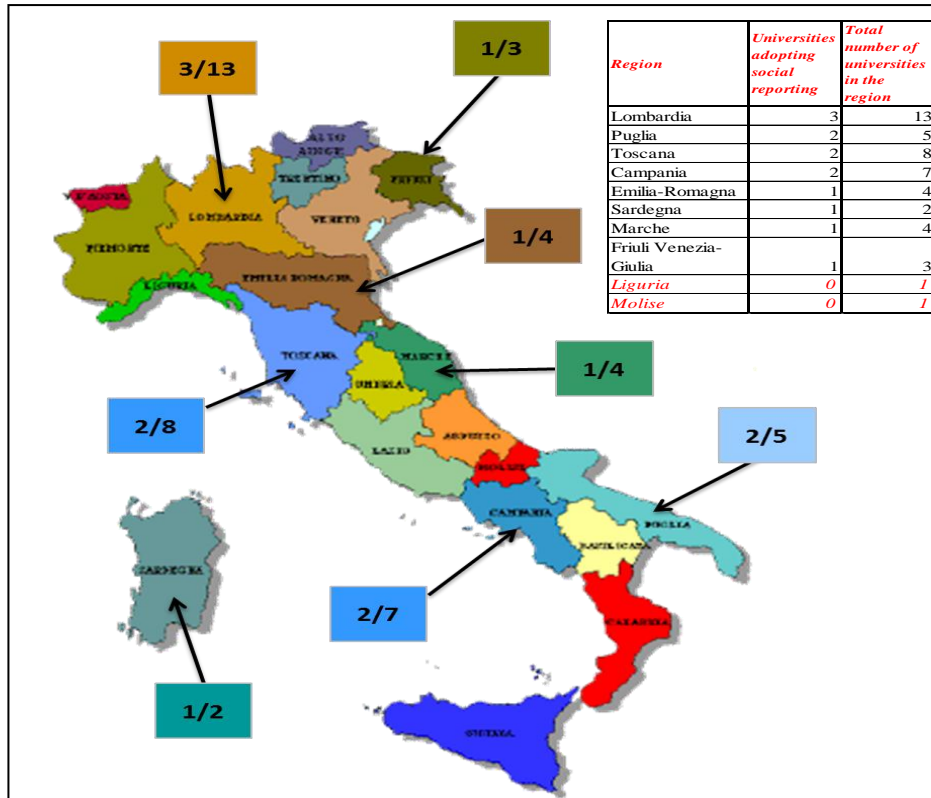 1/3
3/13
Region
Universities adopting social reporting
Total number of universities in the region
Lombardia 3 13
Puglia 2 5
Toscana 2 8
Campania 2 7
Emilia-Romagna 1 4
Sardegna 1 2
Marche 1 4
Friuli Venezia-
Giulia 1 3
Liguria 0 1
Molise 0 1
ALTO
ADIGE
TRENTINO
FRIULI
LOMBARDIA
VENETO
PIEMONTE
1/4
EMILIA ROMAGNA
LIGURIA
TOSCANA
MARCHE
UMBRIA
1/4
2/8
LAZIO
ABRUZZO
MOLISE
2/5
CAMPANIA
PUGLIA
BASILICATA
SARDEGNA
2/7
CALABRIA
1/2